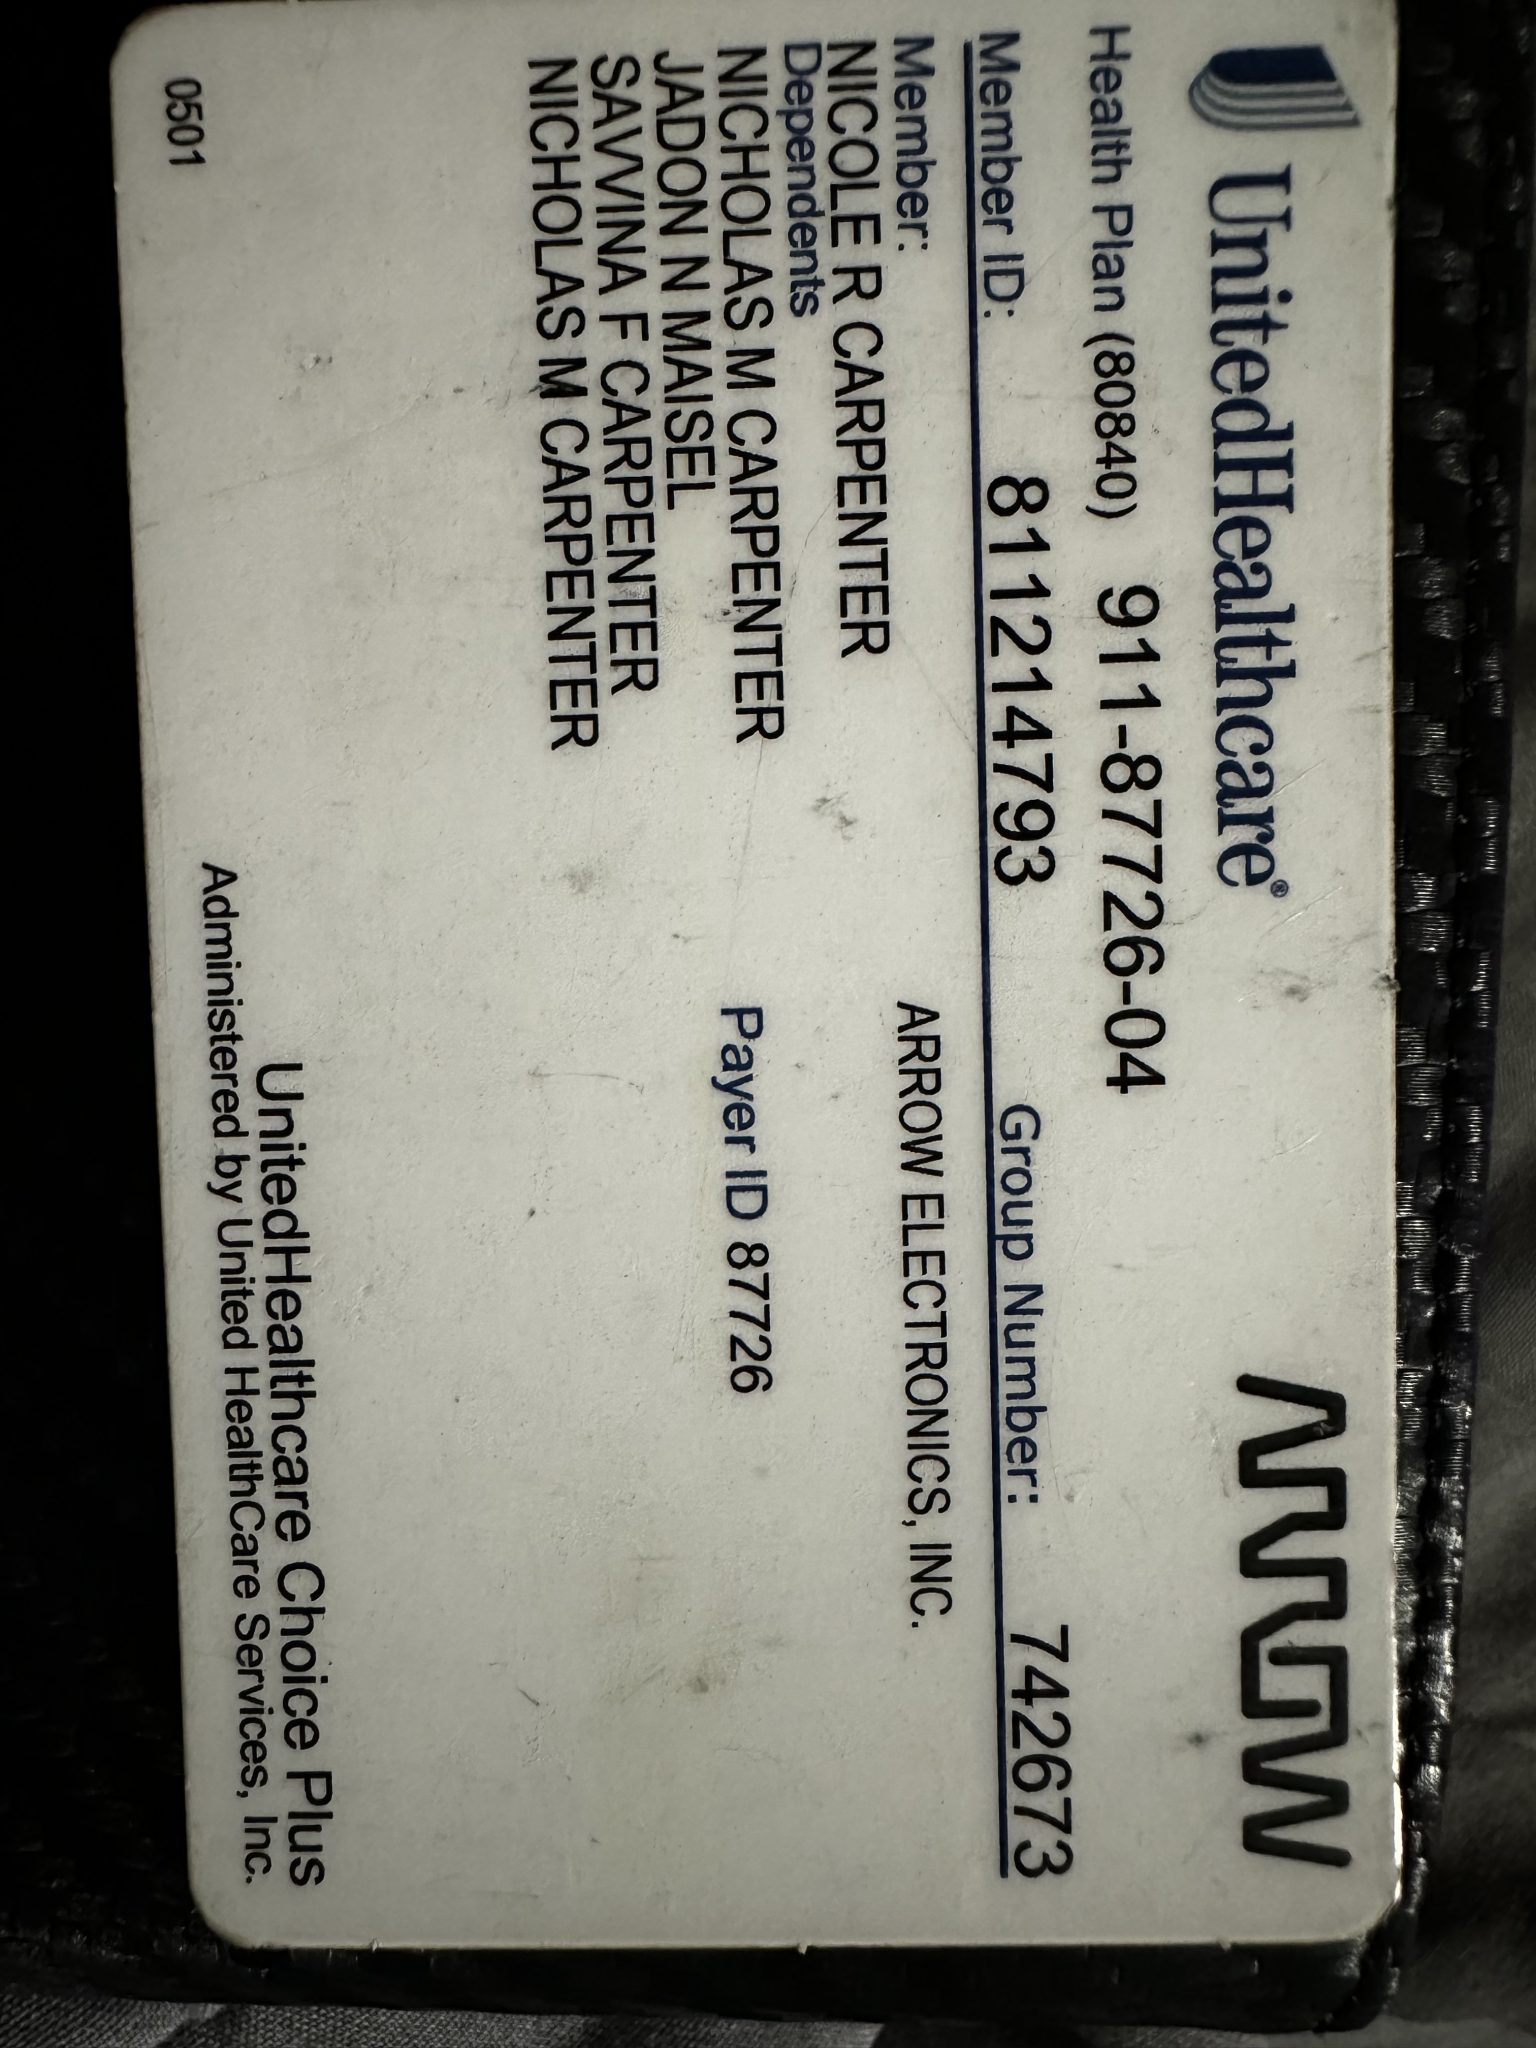 UnitedHealthcare®
ARROW
Health Plan (80840) 911-87726-04
Member ID: 811214793 Group Number: 742673
Member:
NICOLE R CARPENTER ARROW ELECTRONICS, INC.
Dependents
NICHOLAS M CARPENTER Payer ID 87726
JADON N MAISEL
SAVVINA F CARPENTER
NICHOLAS M CARPENTER
UnitedHealthcare Choice Plus
0501 Administered by United HealthCare Services, Inc.